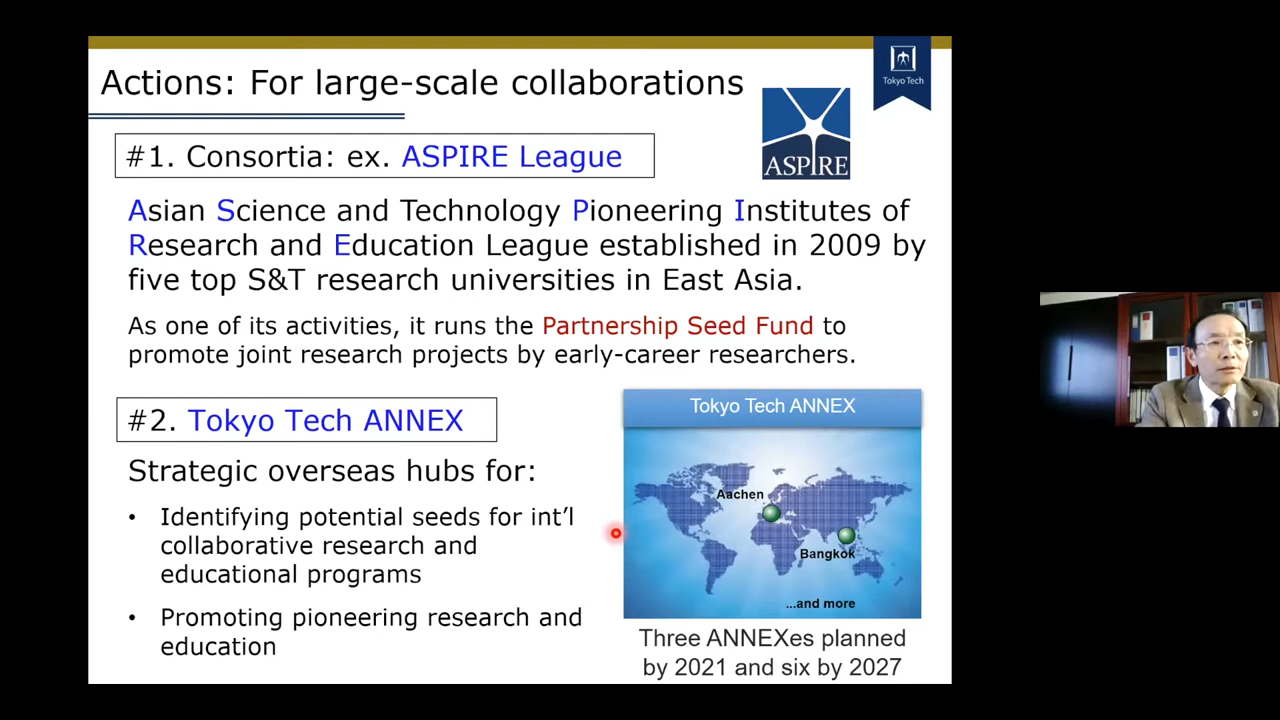 Actions: For large-scale collaborations
Tokyo Tech
ASPIRE
#1. Consortia: ex. ASPIRE League
Asian Science and Technology Pioneering Institutes of
Research and Education League established in 2009 by
five top S&T research universities in East Asia.
As one of its activities, it runs the Partnership Seed Fund to
promote joint research projects by early-career researchers.
#2. Tokyo Tech ANNEX
Strategic overseas hubs for:
• Identifying potential seeds for int’l
collaborative research and
educational programs
• Promoting pioneering research and
education
Tokyo Tech ANNEX
Aachen
Bangkok
...and more
Three ANNEXes planned
by 2021 and six by 2027